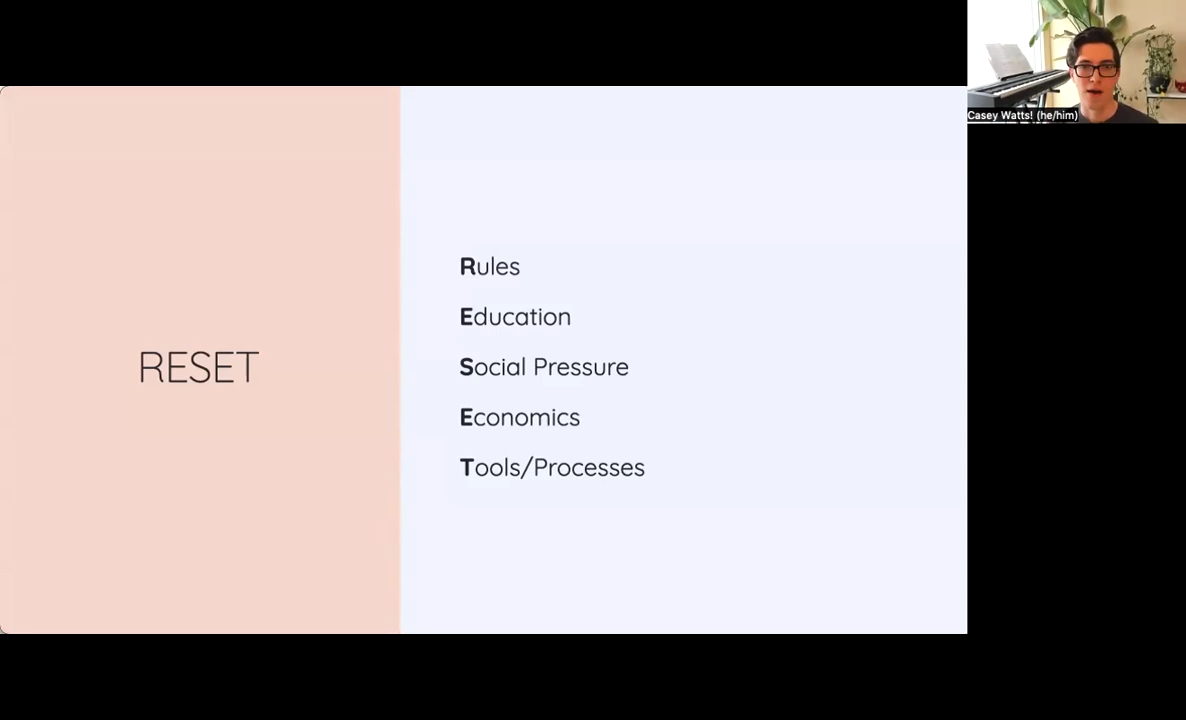 RESET
Rules
Education
Social Pressure
Economics
Tools/Processes
Casey Watts! (he/him)